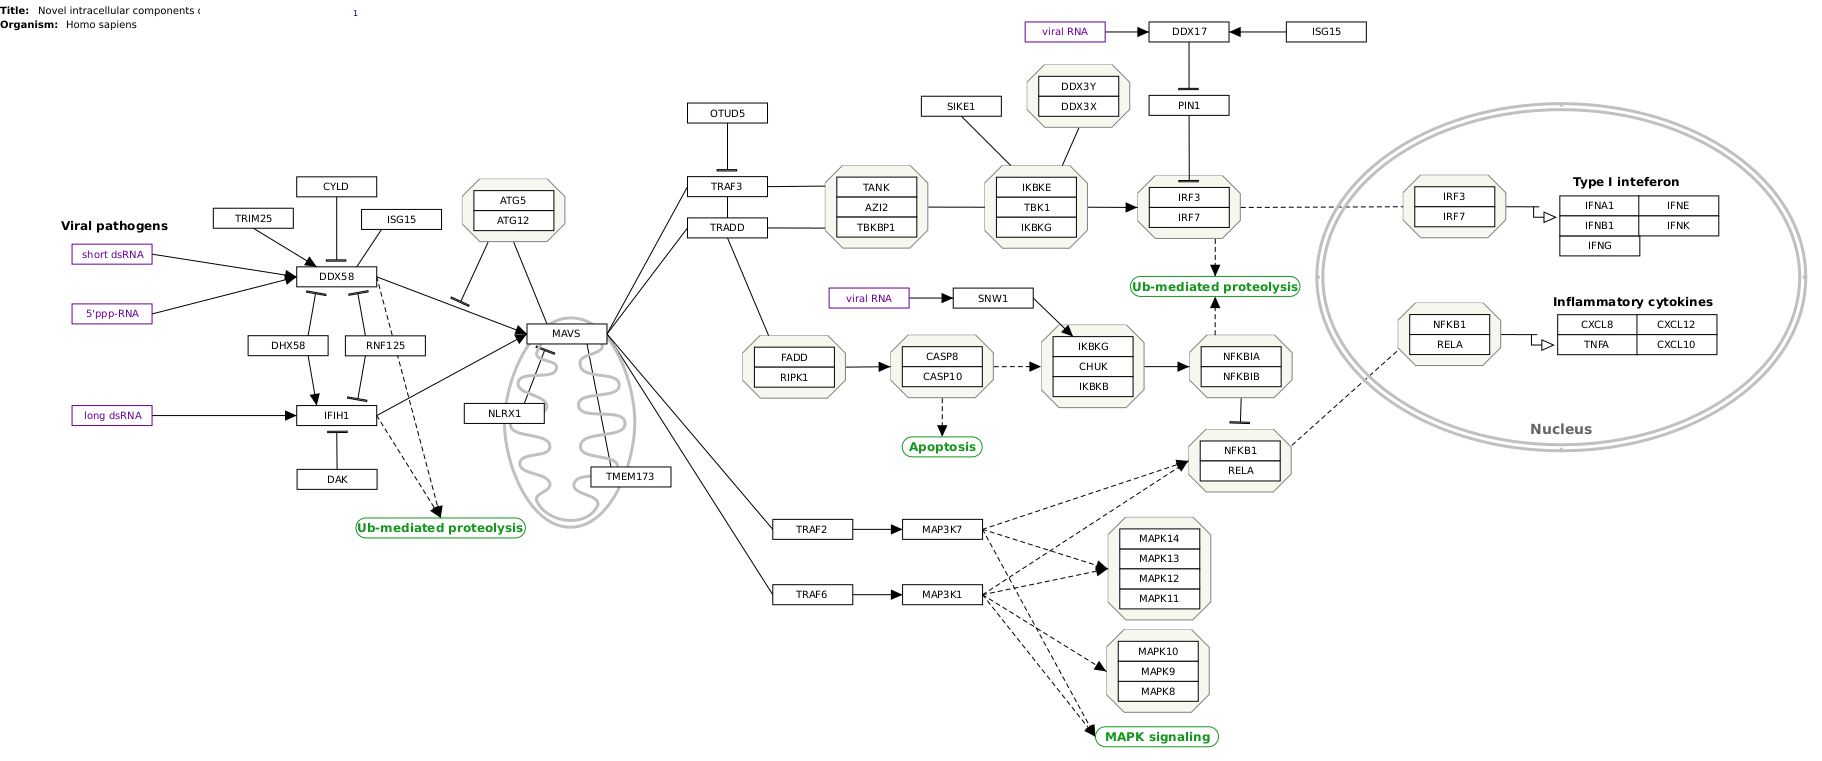 Title: Novel intracellular components
1
Organism: Homo sapiens
viral RNA
DDX17
ISG15
DDX3Y
DDX3X
SIKE1
PIN1
OTUD5
CYLD
TRIM25
ISG15
ATG5
ATG12
TRAF3
TRADD
TANK
AZI2
TBKBP1
IKBKE
TBK1
IKBKG
IRF3
IRF7
IRF3
IRF7
Type I inteferon
IFNA1 IFNE
IFNB1 IFNK
IFNG
Viral pathogens
short dsRNA
DDX58
5'ppp-RNA
DHX58
RNF125
MAVS
viral RNA
SNW1
Ub-mediated proteolysis
Inflammatory cytokines
CXCL8 CXCL12
TNFA CXCL10
NFKB1
RELA
FADD
RIPK1
CASP8
CASP10
IKBKG
CHUK
IKBKB
NFKBIA
NFKBIB
long dsRNA
IFIH1
NLRX1
Apoptosis
NFKB1
RELA
Nucleus
DAK
TMEM173
Ub-mediated proteolysis
TRAF2
MAP3K7
MAPK14
MAPK13
MAPK12
MAPK11
TRAF6
MAP3K1
MAPK10
MAPK9
MAPK8
MAPK signaling